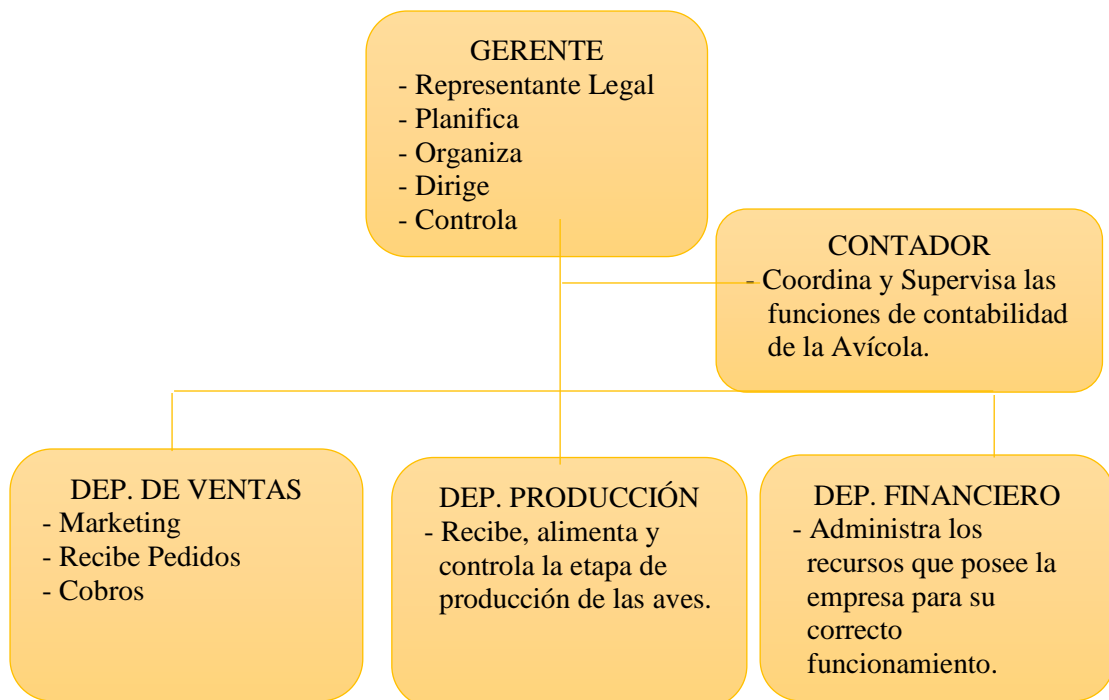 GERENTE
- Representante Legal
- Planifica
- Organiza
- Dirige
- Controla
CONTADOR
- Coordina y Supervisa las
funciones de contabilidad
de la Avícola.
DEP. DE VENTAS
- Marketing
- Recibe Pedidos
- Cobros
DEP. PRODUCCIÓN
- Recibe, alimenta y
controla la etapa de
producción de las aves.
DEP. FINANCIERO
- Administra los
recursos que posee la
empresa para su
correcto
funcionamiento.